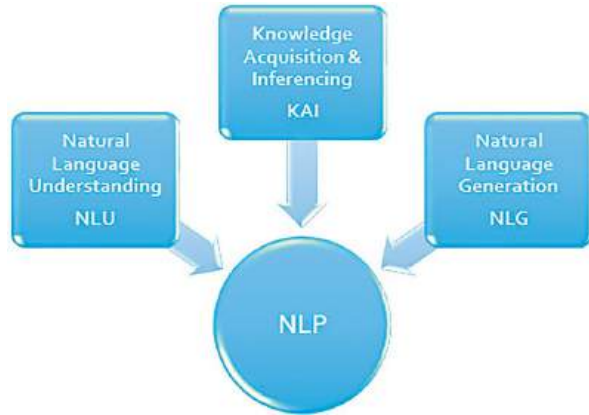 Knowledge
Acquisition &
Inferencing
KAI
Natural
Language
Understanding
NLU
Natural
Language
Generation
NLG
NLP